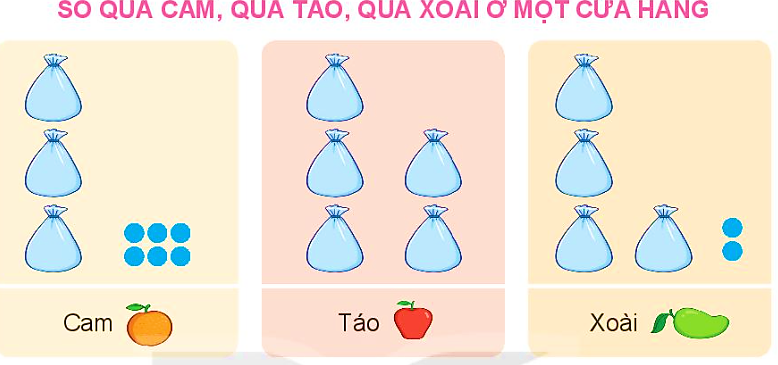 SỐ QUẢ CAM, QUẢ TÁO, QUẢ XOÀI Ở MỘT CỬA HÀNG
Cam
Táo
Xoài